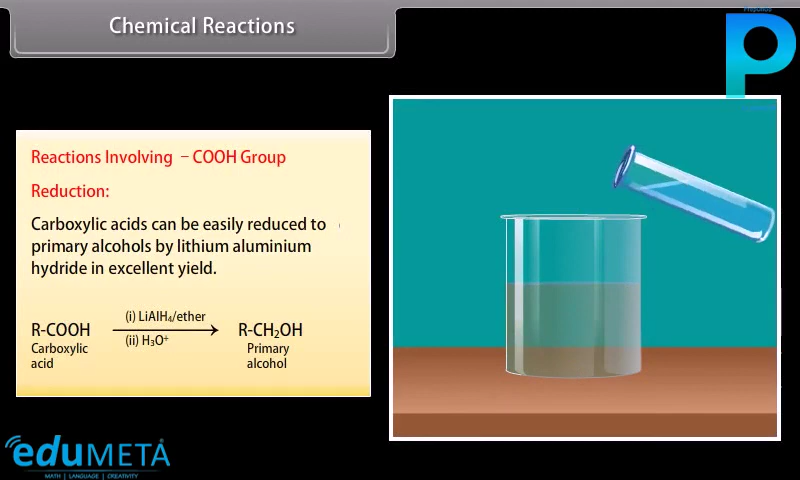 Chemical Reactions
Reactions Involving – COOH Group
Reduction:
Carboxylic acids can be easily reduced to
primary alcohols by lithium aluminium
hydride in excellent yield.
(i) LiAlH₄/ether
R-COOH R-CH₂OH
(ii) H₃O⁺
Carboxylic Primary
acid alcohol
eduMETA
MATH | LANGUAGE | CREATIVITY
P